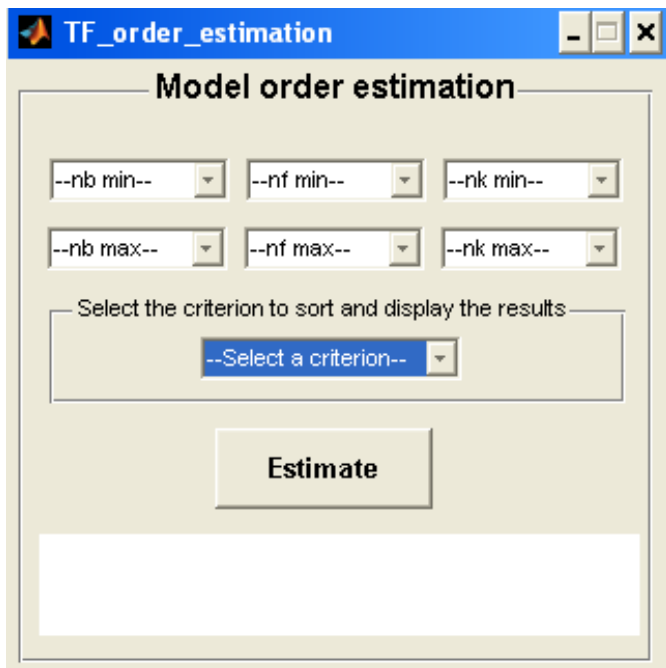 TF_order_estimation
Model order estimation
--nb min-- --nf min-- --nk min--
--nb max-- --nf max-- --nk max--
Select the criterion to sort and display the results
--Select a criterion--
Estimate